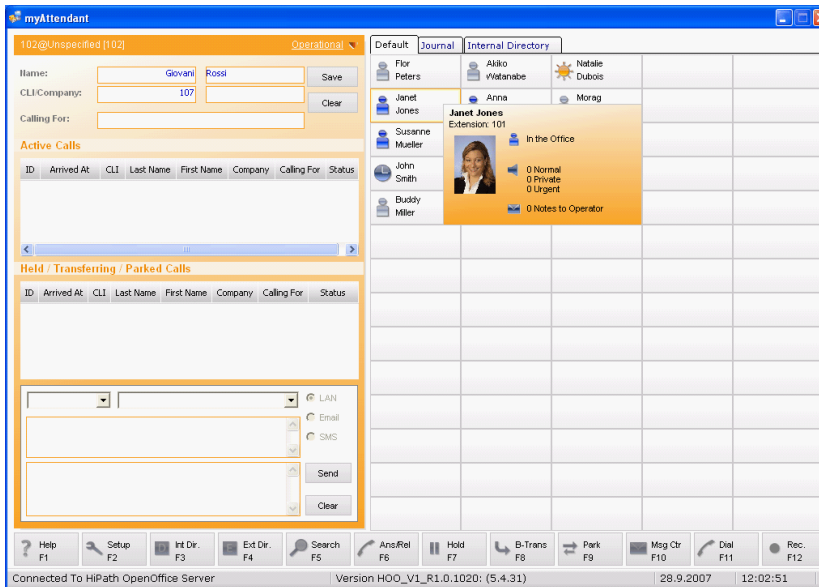 myAttendant
102@Unspecified [102]
Operational
Name:
Giovani
Rossi
Save
CLI/Company:
107
Clear
Calling For:
Active Calls
ID Arrived At CLI Last Name First Name Company Calling For Status
Held / Transferring / Parked Calls
ID Arrived At CLI Last Name First Name Company Calling For Status
LAN
Email
SMS
Send
Clear
Default Journal Internal Directory
Flor
Peters
Akiko
Watanabe
Natalie
Dubois
Janet
Jones
Anna
Morag
Susanne
Mueller
John
Smith
Buddy
Miller
Janet Jones
Extension: 101
In the Office
0 Normal
0 Private
0 Urgent
0 Notes to Operator
Help
F1
Setup
F2
Int Dir.
F3
Ext Dir.
F4
Search
F5
Ans/Rel
F6
Hold
F7
B-Trans
F8
Park
F9
Msg Ctr
F10
Dial
F11
Rec.
F12
Connected To HiPath OpenOffice Server
Version HOO_V1_R1.0.1020: (5.4.31)
28.9.2007
12:02:51